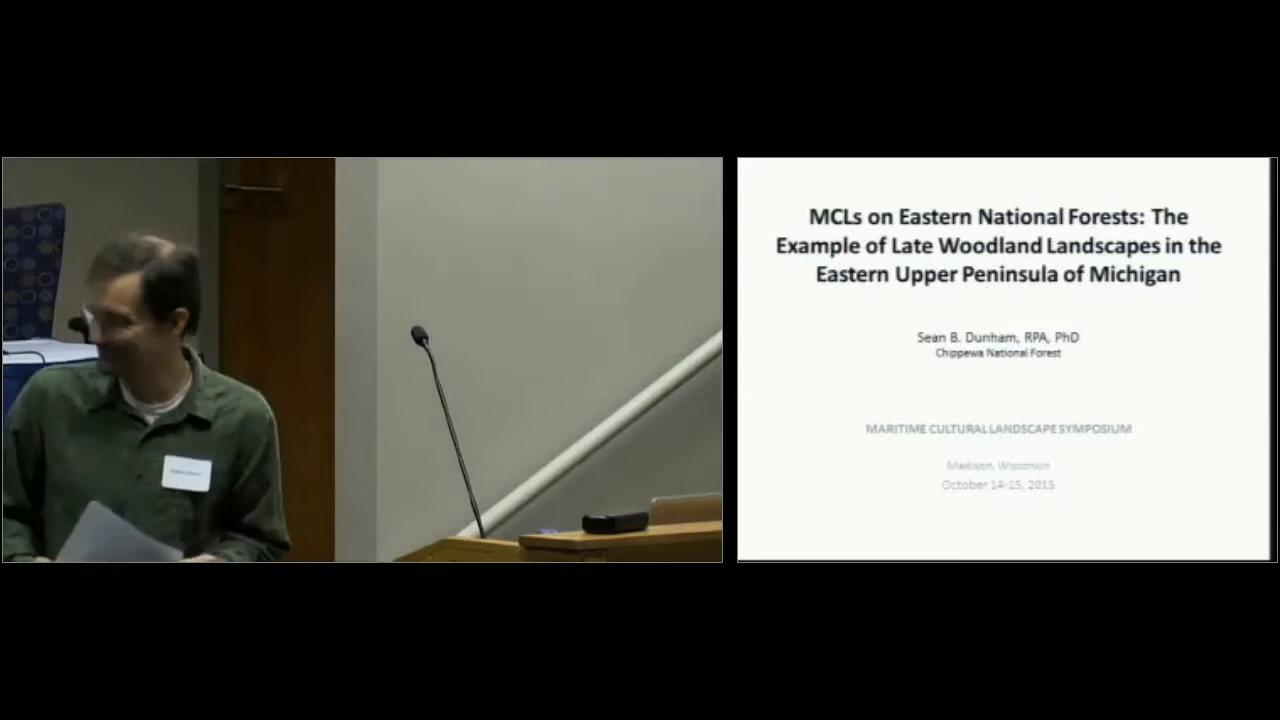 MCLs on Eastern National Forests: The
Example of Late Woodland Landscapes in the
Eastern Upper Peninsula of Michigan
Sean B. Dunham, RPA, PhD
Chippewa National Forest
MARITIME CULTURAL LANDSCAPE SYMPOSIUM
Madison, Wisconsin
October 14-15, 2015